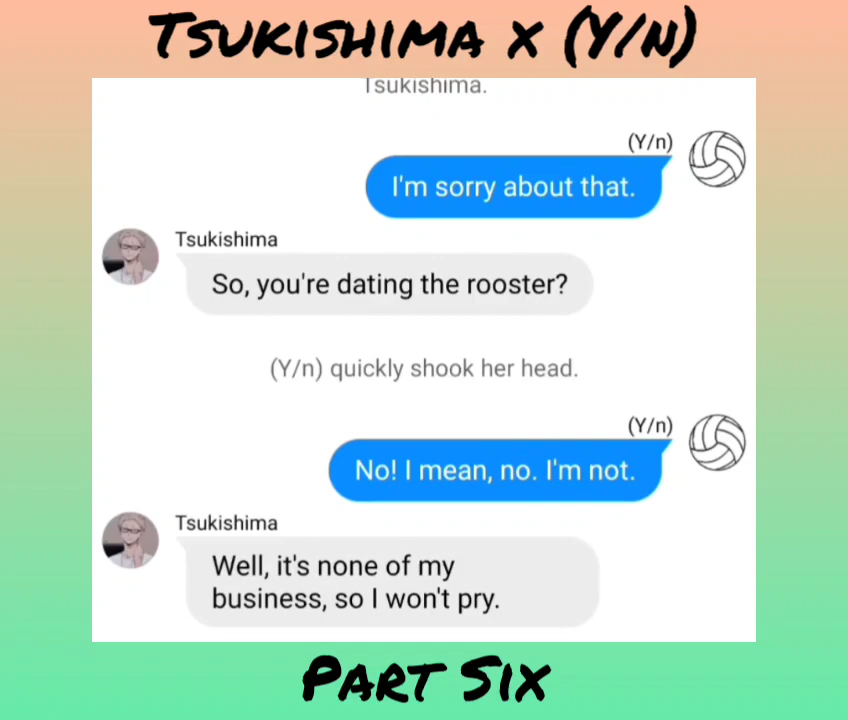 TSUKISHIMA X (Y/N)
Tsukishima.
(Y/n)
I'm sorry about that.
Tsukishima
So, you're dating the rooster?
(Y/n) quickly shook her head.
(Y/n)
No! I mean, no. I'm not.
Tsukishima
Well, it's none of my
business, so I won't pry.
PART SIX